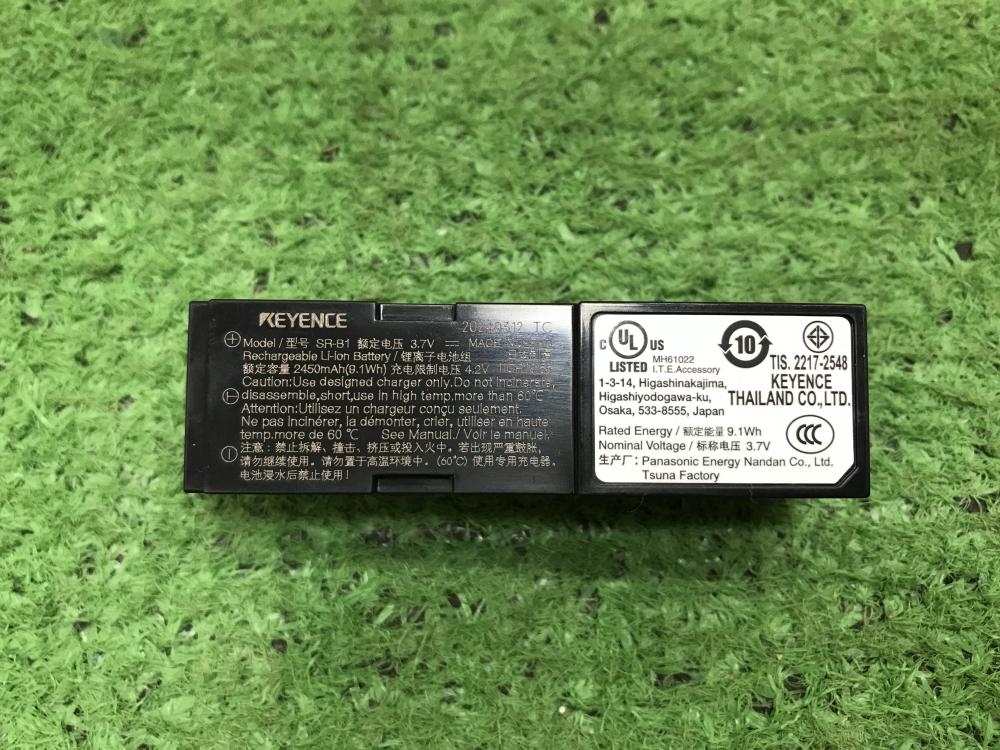 KEYENCE
20240312 TC
Model / 型号 SR-B1 额定电压 3.7V
MADE
Rechargeable Li-Ion Battery / 锂离子电池组
额定容量 2450mAh(9.1Wh) 充电限制电压 4.2V
Caution:Use designed charger only.Do not incinerate,
disassemble,short,use in high temp.more than 60℃
Attention:Utilisez un chargeur conçu seulement.
Ne pas incinérer, la démonter, crier, utiliser en haute
temp.more de 60 ℃ See Manual./ Voir le manuel.
注意：禁止拆解、撞击、挤压或投入火中。若出现严重鼓胀，
请勿继续使用。请勿置于高温环境中。(60℃) 使用专用充电器。
电池浸水后禁止使用！
C UL US
LISTED
MH61022
I.T.E.Accessory
10
TIS. 2217-2548
KEYENCE
THAILAND CO.,LTD.
1-3-14, Higashinakajima,
Higashiyodogawa-ku,
Osaka, 533-8555, Japan
Rated Energy / 额定能量 9.1Wh
Nominal Voltage / 标称电压 3.7V
CCC
生产厂：Panasonic Energy Nandan Co., Ltd.
Tsuna Factory